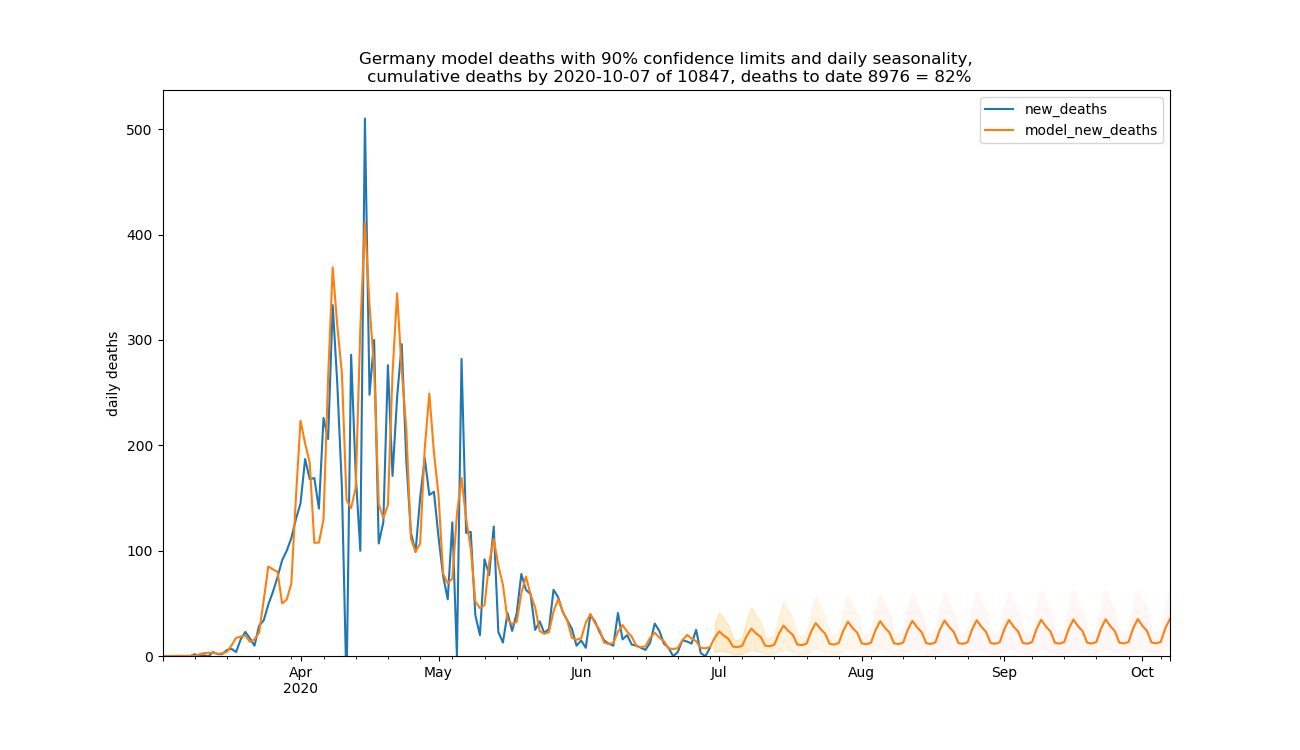 Germany model deaths with 90% confidence limits and daily seasonality,
cumulative deaths by 2020-10-07 of 10847, deaths to date 8976 = 82%
new_deaths
model_new_deaths
500
400
300
200
100
0
daily deaths
Apr
2020
May
Jun
Jul
Aug
Sep
Oct